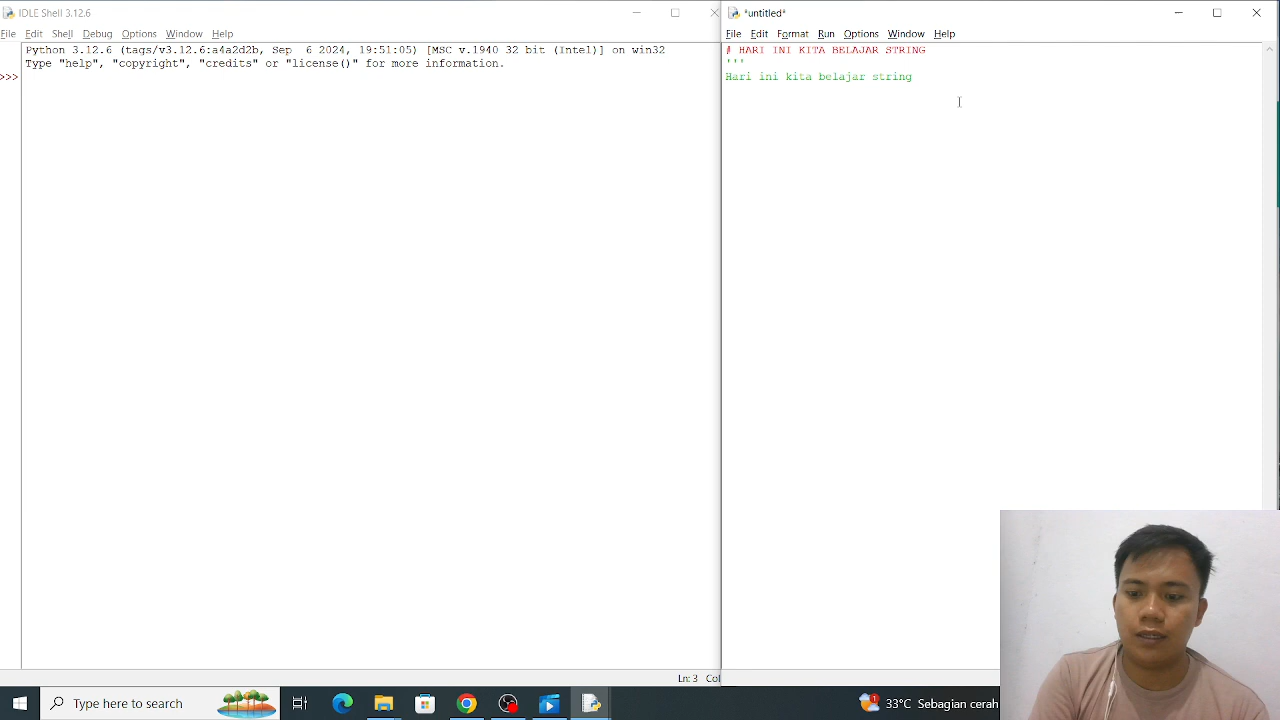 IDLE Shell 3.12.6
File Edit Shell Debug Options Window Help
Python 3.12.6 (tags/v3.12.6:a4a2d2b, Sep  6 2024, 19:51:05) [MSC v.1940 32 bit (Intel)] on win32
Type "help", "copyright", "credits" or "license()" for more information.
>>>
Ln: 3 Col
*untitled*
File Edit Format Run Options Window Help
# HARI INI KITA BELAJAR STRING
'''
Hari ini kita belajar string
Type here to search
1
33°C Sebagian cerah